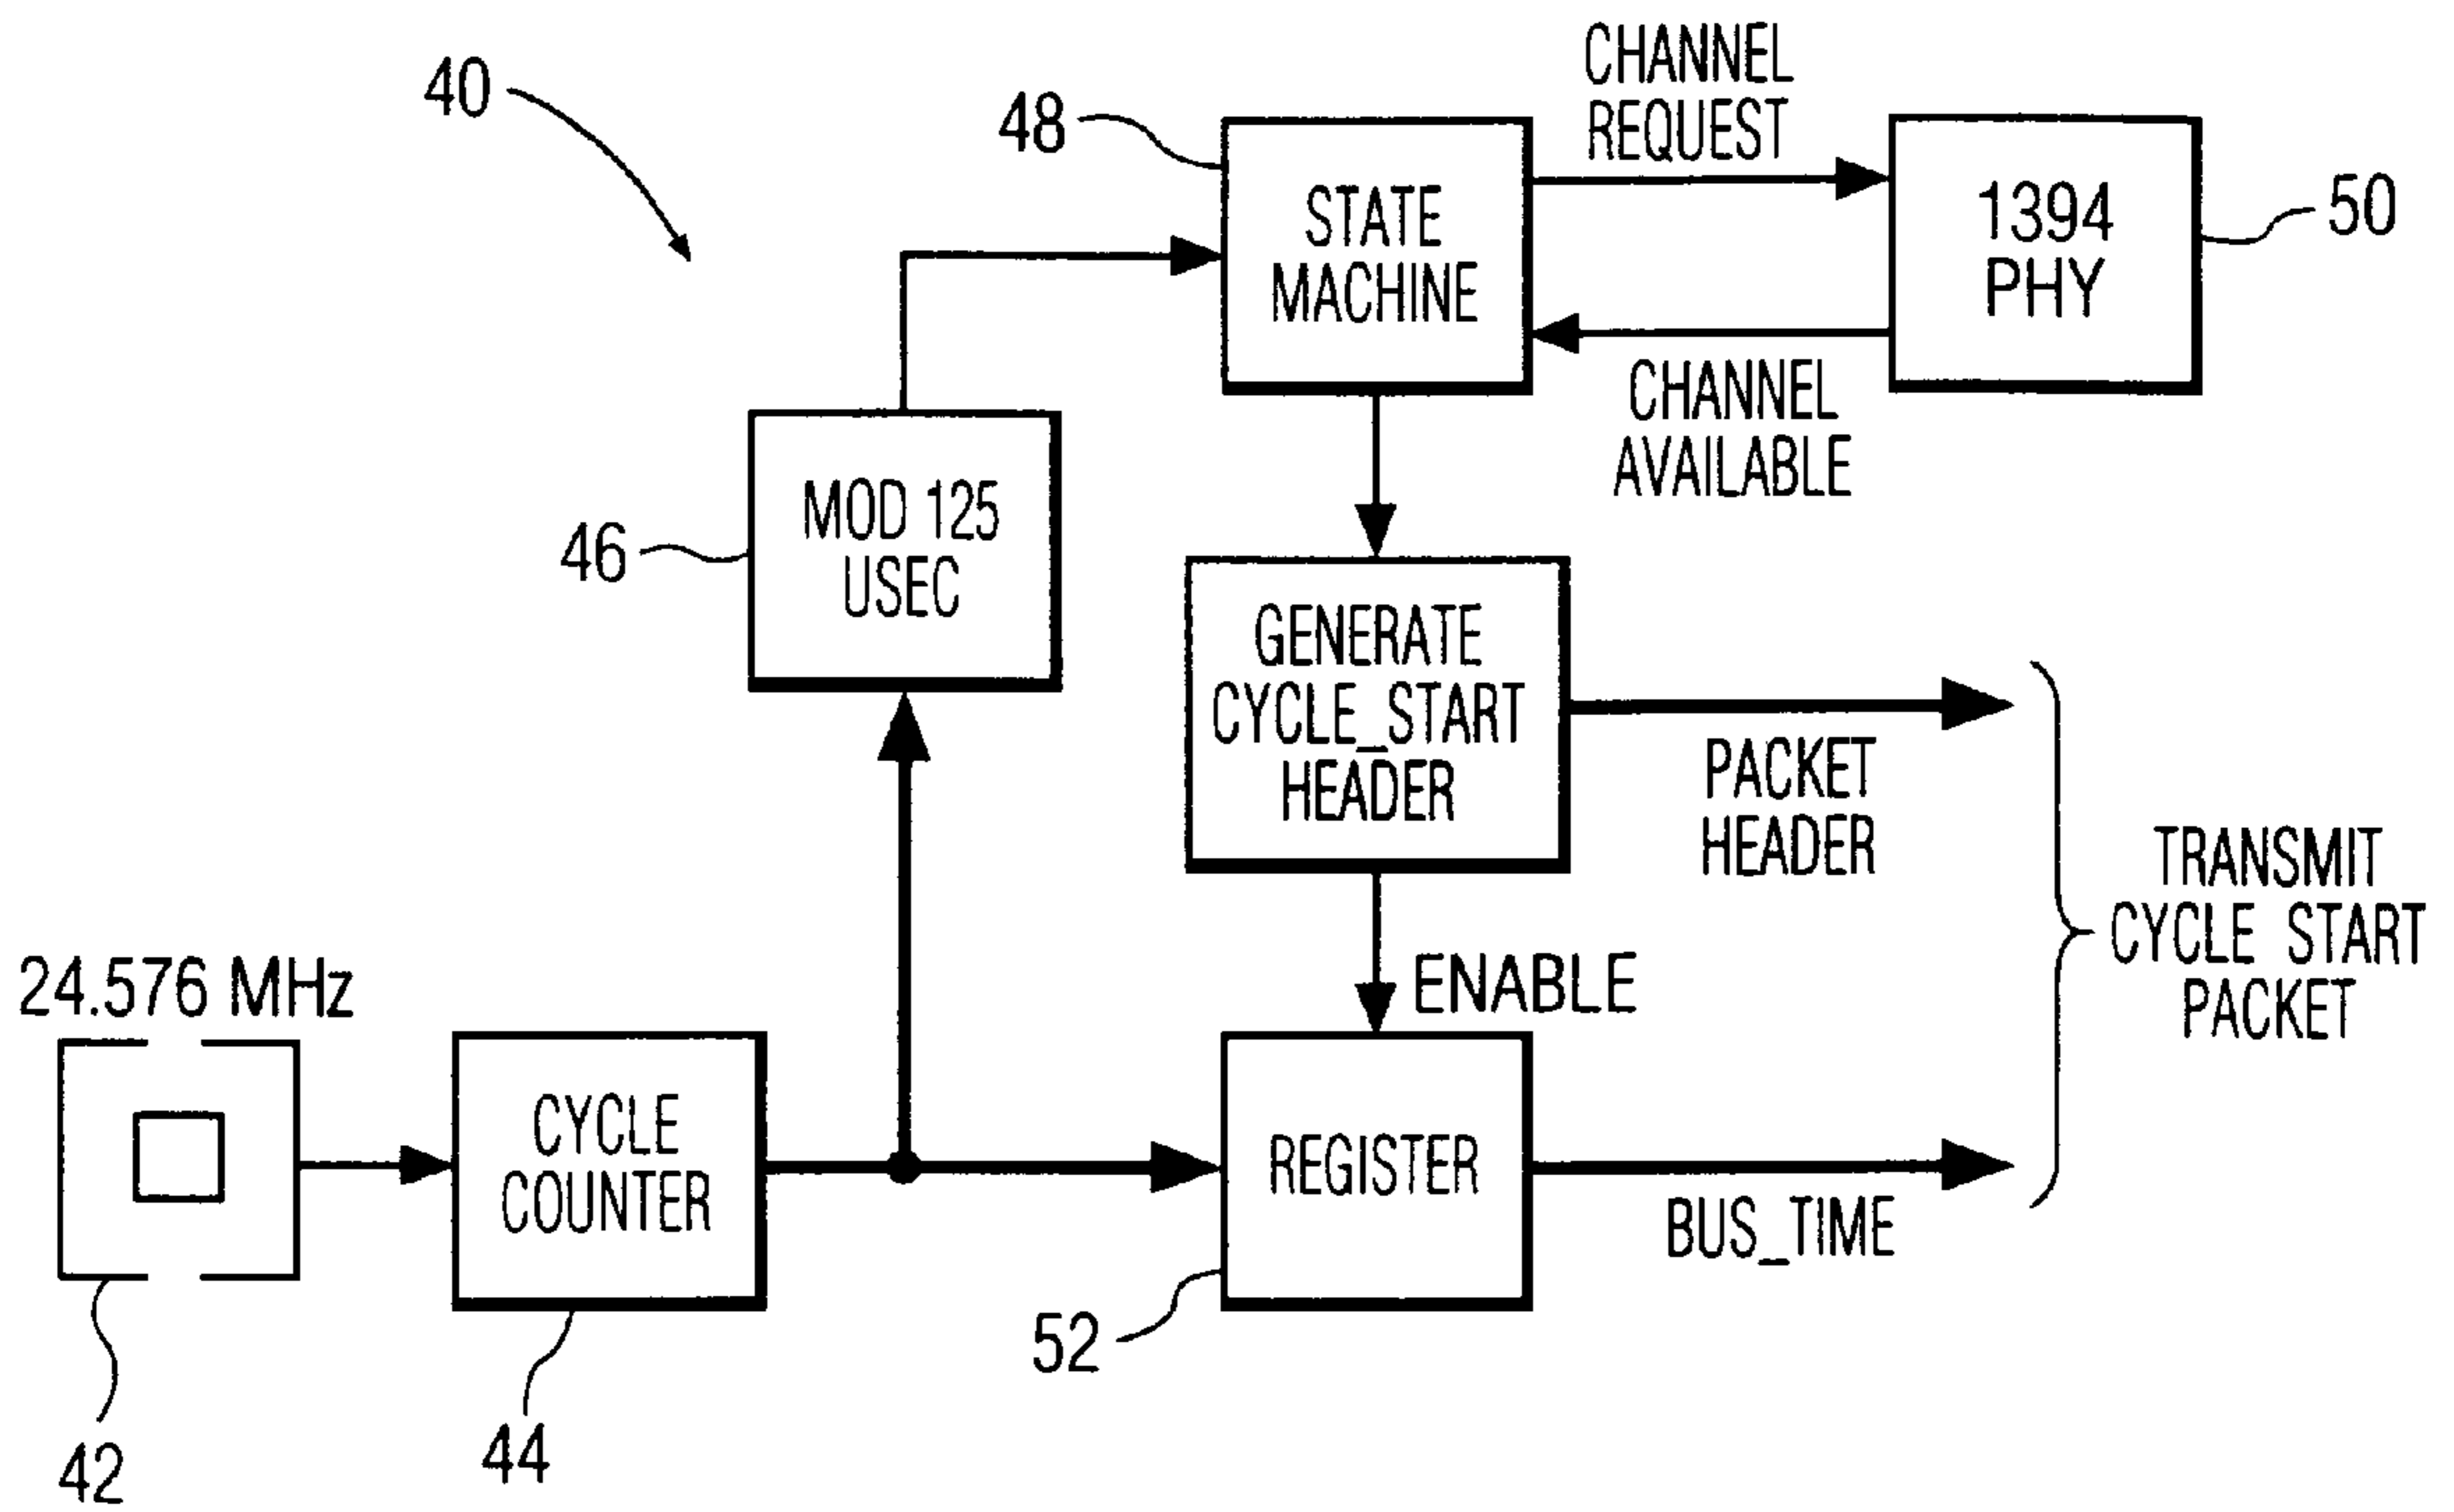 40
48
CHANNEL
REQUEST
STATE
MACHINE
1394
PHY
50
CHANNEL
AVAILABLE
46
MOD 125
USEC
GENERATE
CYCLE_START
HEADER
PACKET
HEADER
TRANSMIT
CYCLE_START
PACKET
ENABLE
24.576 MHz
CYCLE
COUNTER
REGISTER
BUS_TIME
52
42
44